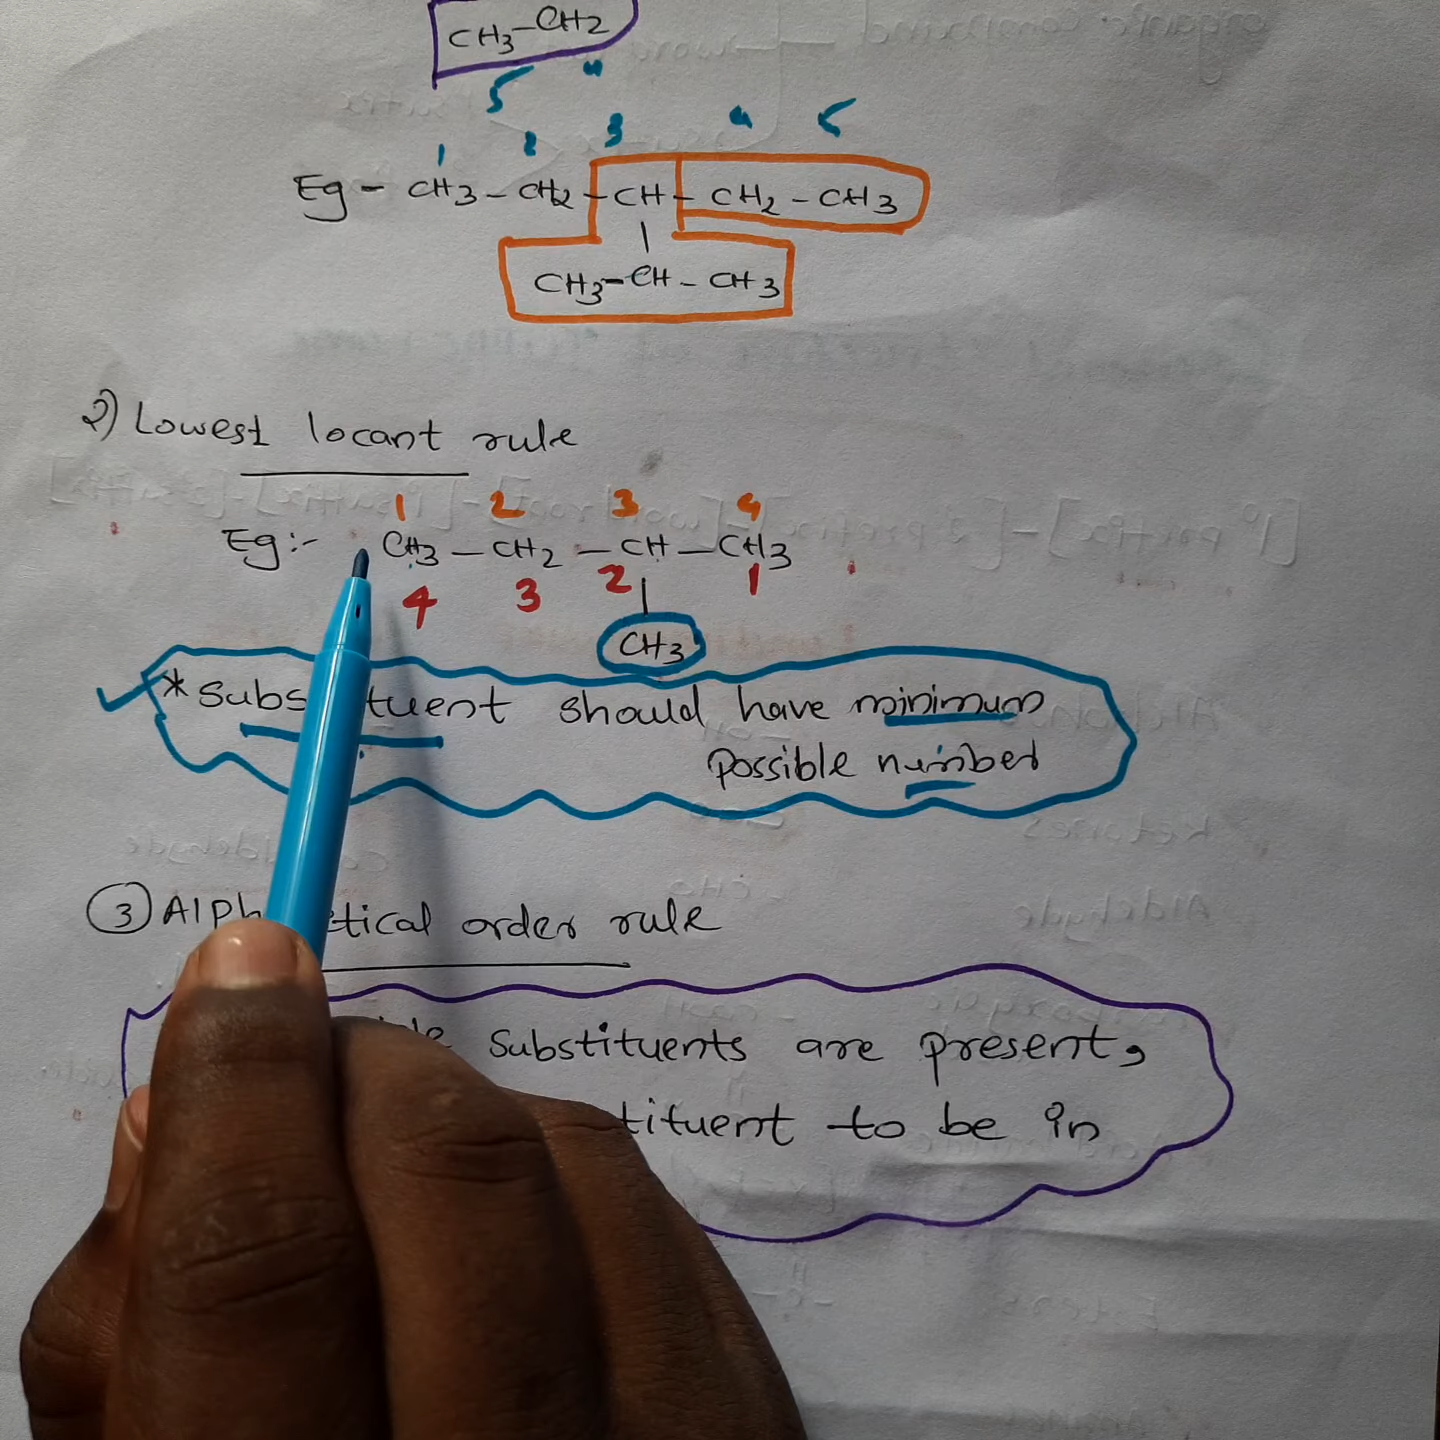 CH3-CH2
5 4
1 2 3 4 5
Eg - CH3 - CH2 - CH - CH2 - CH3
|
CH3-CH - CH3
2) Lowest locant rule
1 2 3 4
Eg:- CH3 - CH2 - CH - CH3
4 3 2 1
|
CH3
*Subs tuent should have minimum
possible number
3 Alph etical order rule
substituents are present,
tituent to be in